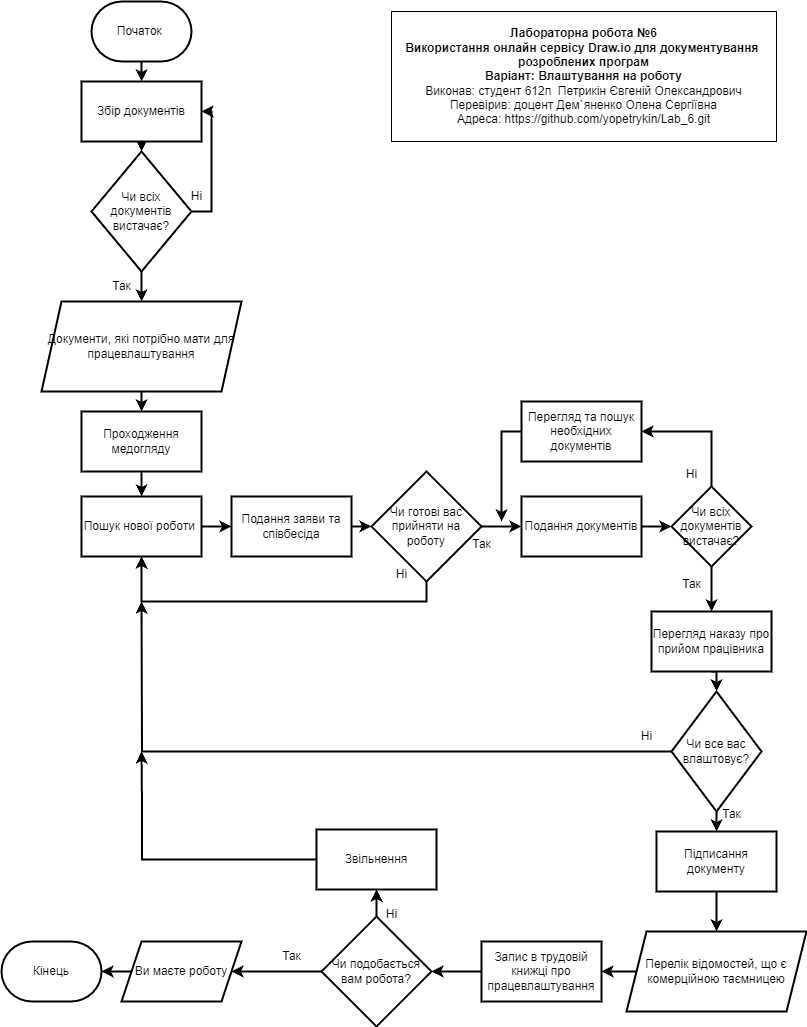 Початок
Лабораторна робота №6
Використання онлайн сервісу Draw.io для документування
розроблених програм
Варіант: Влаштування на роботу
Виконав: студент 612п Петрикін Євгеній Олександрович
Перевірив: доцент Дем`яненко Олена Сергіївна
Адреса: https://github.com/yopetrykin/Lab_6.git
Збір документів
Ні
Чи всіх
документів
вистачає?
Так
Документи, які потрібно мати для
працевлаштування
Проходження
медогляду
Пошук нової роботи
Подання заяви та
співбесіда
Чи готові вас
прийняти на
роботу
Так
Ні
Перегляд та пошук
необхідних
документів
Подання документів
Ні
Чи всіх
документів
вистачає?
Так
Перегляд наказу про
прийом працівника
Ні
Чи все вас
влаштовує?
Так
Підписання
документу
Перелік відомостей, що є
комерційною таємницею
Запис в трудовій
книжці про
працевлаштування
Чи подобається
вам робота?
Ні
Звільнення
Так
Ви маєте роботу
Кінець